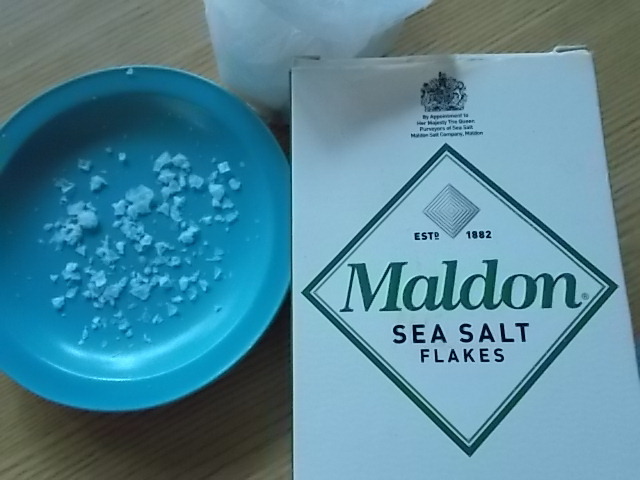 By Appointment to
Her Majesty The Queen
Purveyors of Sea Salt
Maldon Salt Company, Maldon
ESTD 1882
Maldon®
SEA SALT
FLAKES